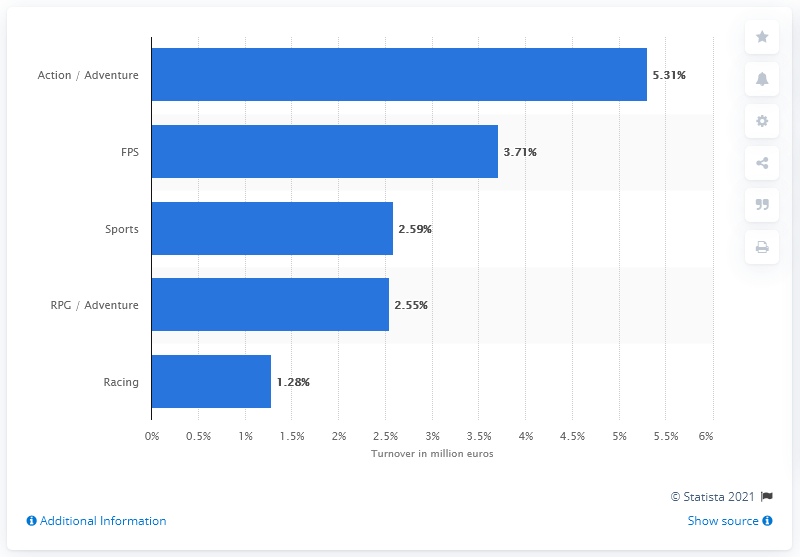 Action / Adventure
5.31%
FPS
3.71%
Sports
2.59%
RPG / Adventure
2.55%
Racing
1.28%
0% 0.5% 1% 1.5% 2% 2.5% 3% 3.5% 4% 4.5% 5% 5.5% 6%
Turnover in million euros
© Statista 2021
Additional Information
Show source